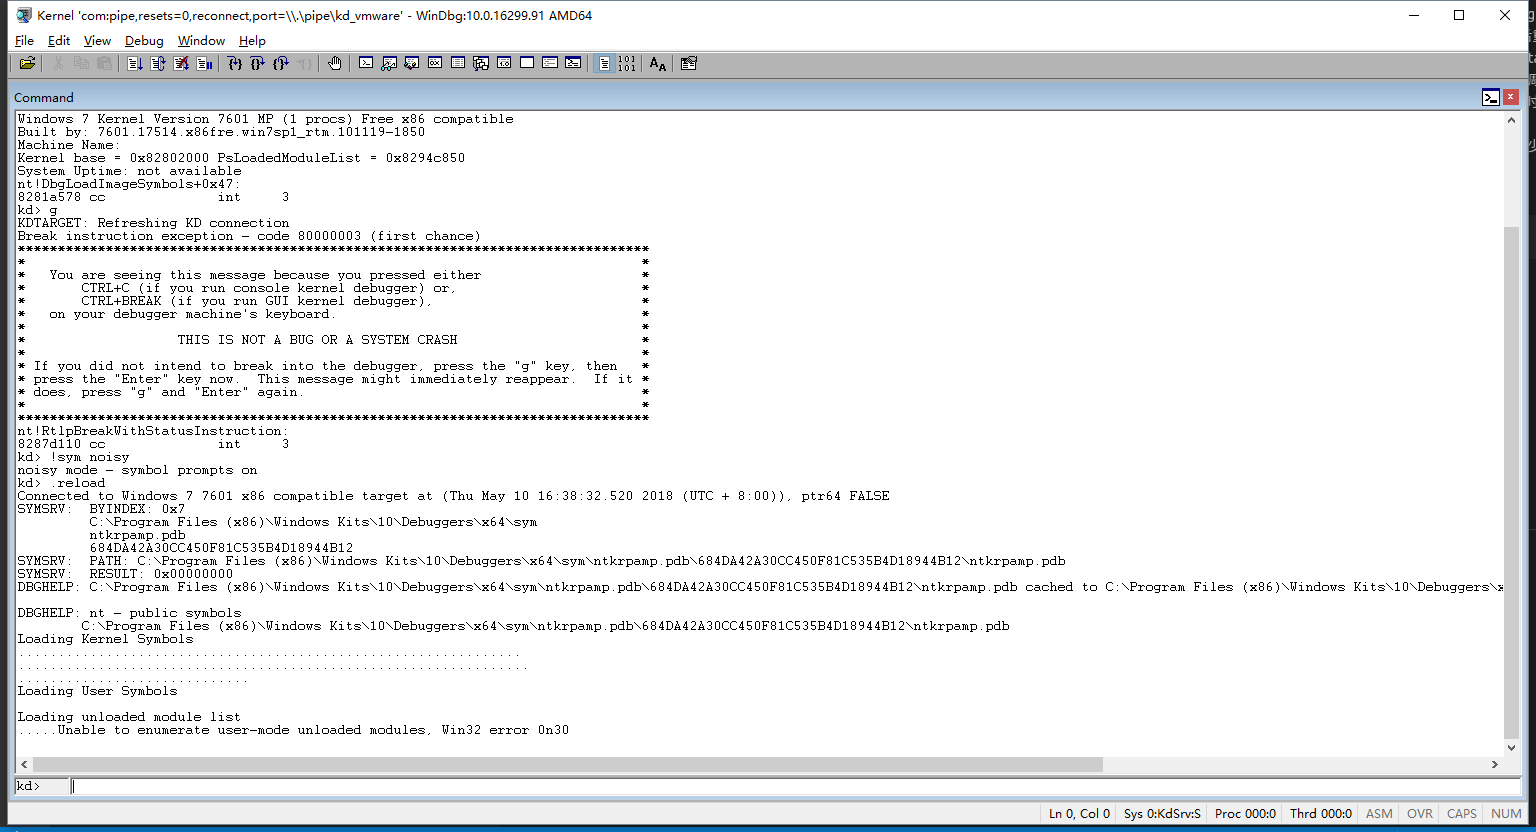 Kernel 'com:pipe,resets=0,reconnect,port=\\.\pipe\kd_vmware' - WinDbg:10.0.16299.91 AMD64
File Edit View Debug Window Help
Command
Windows 7 Kernel Version 7601 MP (1 procs) Free x86 compatible
Built by: 7601.17514.x86fre.win7sp1_rtm.101119-1850
Machine Name:
Kernel base = 0x82802000 PsLoadedModuleList = 0x8294c850
System Uptime: not available
nt!DbgLoadImageSymbols+0x47:
8281a578 cc              int     3
kd> g
KDTARGET: Refreshing KD connection
Break instruction exception - code 80000003 (first chance)
*******************************************************************************
*                                                                             *
*   You are seeing this message because you pressed either                    *
*       CTRL+C (if you run console kernel debugger) or,                       *
*       CTRL+BREAK (if you run GUI kernel debugger),                          *
*   on your debugger machine's keyboard.                                      *
*                                                                             *
*                   THIS IS NOT A BUG OR A SYSTEM CRASH                       *
*                                                                             *
* If you did not intend to break into the debugger, press the "g" key, then   *
* press the "Enter" key now.  This message might immediately reappear.  If it *
* does, press "g" and "Enter" again.                                          *
*                                                                             *
*******************************************************************************
nt!RtlpBreakWithStatusInstruction:
8287d110 cc              int     3
kd> !sym noisy
noisy mode - symbol prompts on
kd> .reload
Connected to Windows 7 7601 x86 compatible target at (Thu May 10 16:38:32.520 2018 (UTC + 8:00)), ptr64 FALSE
SYMSRV:  BYINDEX: 0x7
         C:\Program Files (x86)\Windows Kits\10\Debuggers\x64\sym
         ntkrpamp.pdb
         684DA42A30CC450F81C535B4D18944B12
SYMSRV:  PATH: C:\Program Files (x86)\Windows Kits\10\Debuggers\x64\sym\ntkrpamp.pdb\684DA42A30CC450F81C535B4D18944B12\ntkrpamp.pdb
SYMSRV:  RESULT: 0x00000000
DBGHELP: C:\Program Files (x86)\Windows Kits\10\Debuggers\x64\sym\ntkrpamp.pdb\684DA42A30CC450F81C535B4D18944B12\ntkrpamp.pdb cached to C:\Program Files (x86)\Windows Kits\10\Debuggers\x
DBGHELP: nt - public symbols
        C:\Program Files (x86)\Windows Kits\10\Debuggers\x64\sym\ntkrpamp.pdb\684DA42A30CC450F81C535B4D18944B12\ntkrpamp.pdb
Loading Kernel Symbols
...............................................................
................................................................
.............................
Loading User Symbols
Loading unloaded module list
.....Unable to enumerate user-mode unloaded modules, Win32 error 0n30
kd>
Ln 0, Col 0 Sys 0:KdSrv:S Proc 000:0 Thrd 000:0 ASM OVR CAPS NUM